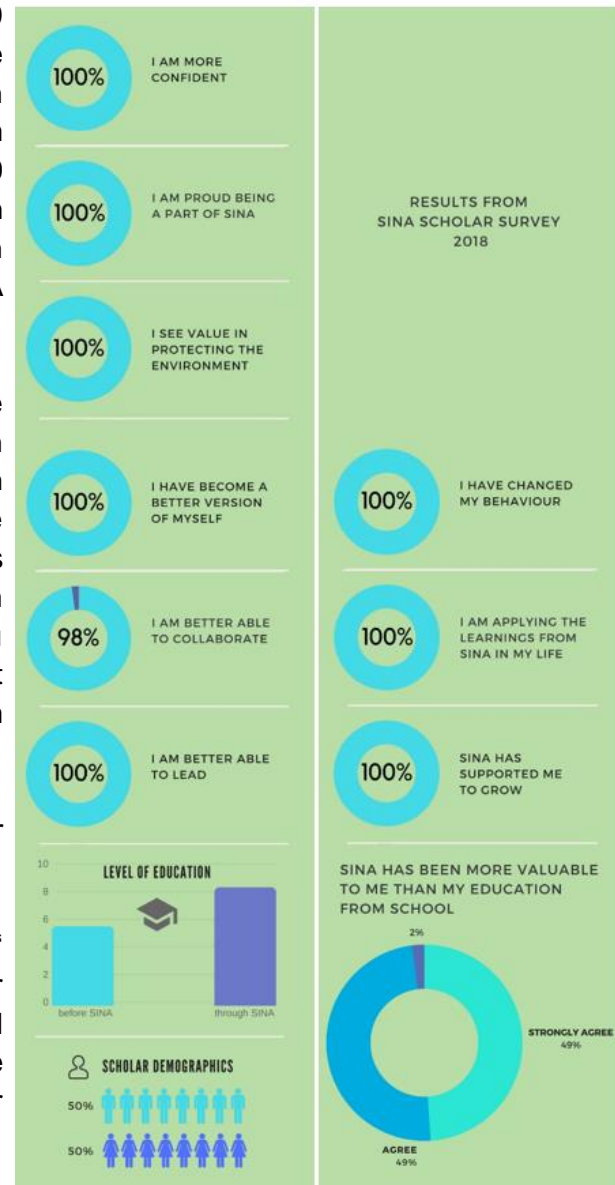 100%
I AM MORE
CONFIDENT
100%
I AM PROUD BEING
A PART OF SINA
100%
I SEE VALUE IN
PROTECTING THE
ENVIRONMENT
100%
I HAVE BECOME A
BETTER VERSION
OF MYSELF
98%
I AM BETTER ABLE
TO COLLABORATE
100%
I AM BETTER ABLE
TO LEAD
LEVEL OF EDUCATION
10
8
6
4
2
0
before SINA
through SINA
SCHOLAR DEMOGRAPHICS
50%
50%
RESULTS FROM
SINA SCHOLAR SURVEY
2018
100%
I HAVE CHANGED
MY BEHAVIOUR
100%
I AM APPLYING THE
LEARNINGS FROM
SINA IN MY LIFE
100%
SINA HAS
SUPPORTED ME
TO GROW
SINA HAS BEEN MORE VALUABLE
TO ME THAN MY EDUCATION
FROM SCHOOL
2%
STRONGLY AGREE
49%
AGREE
49%